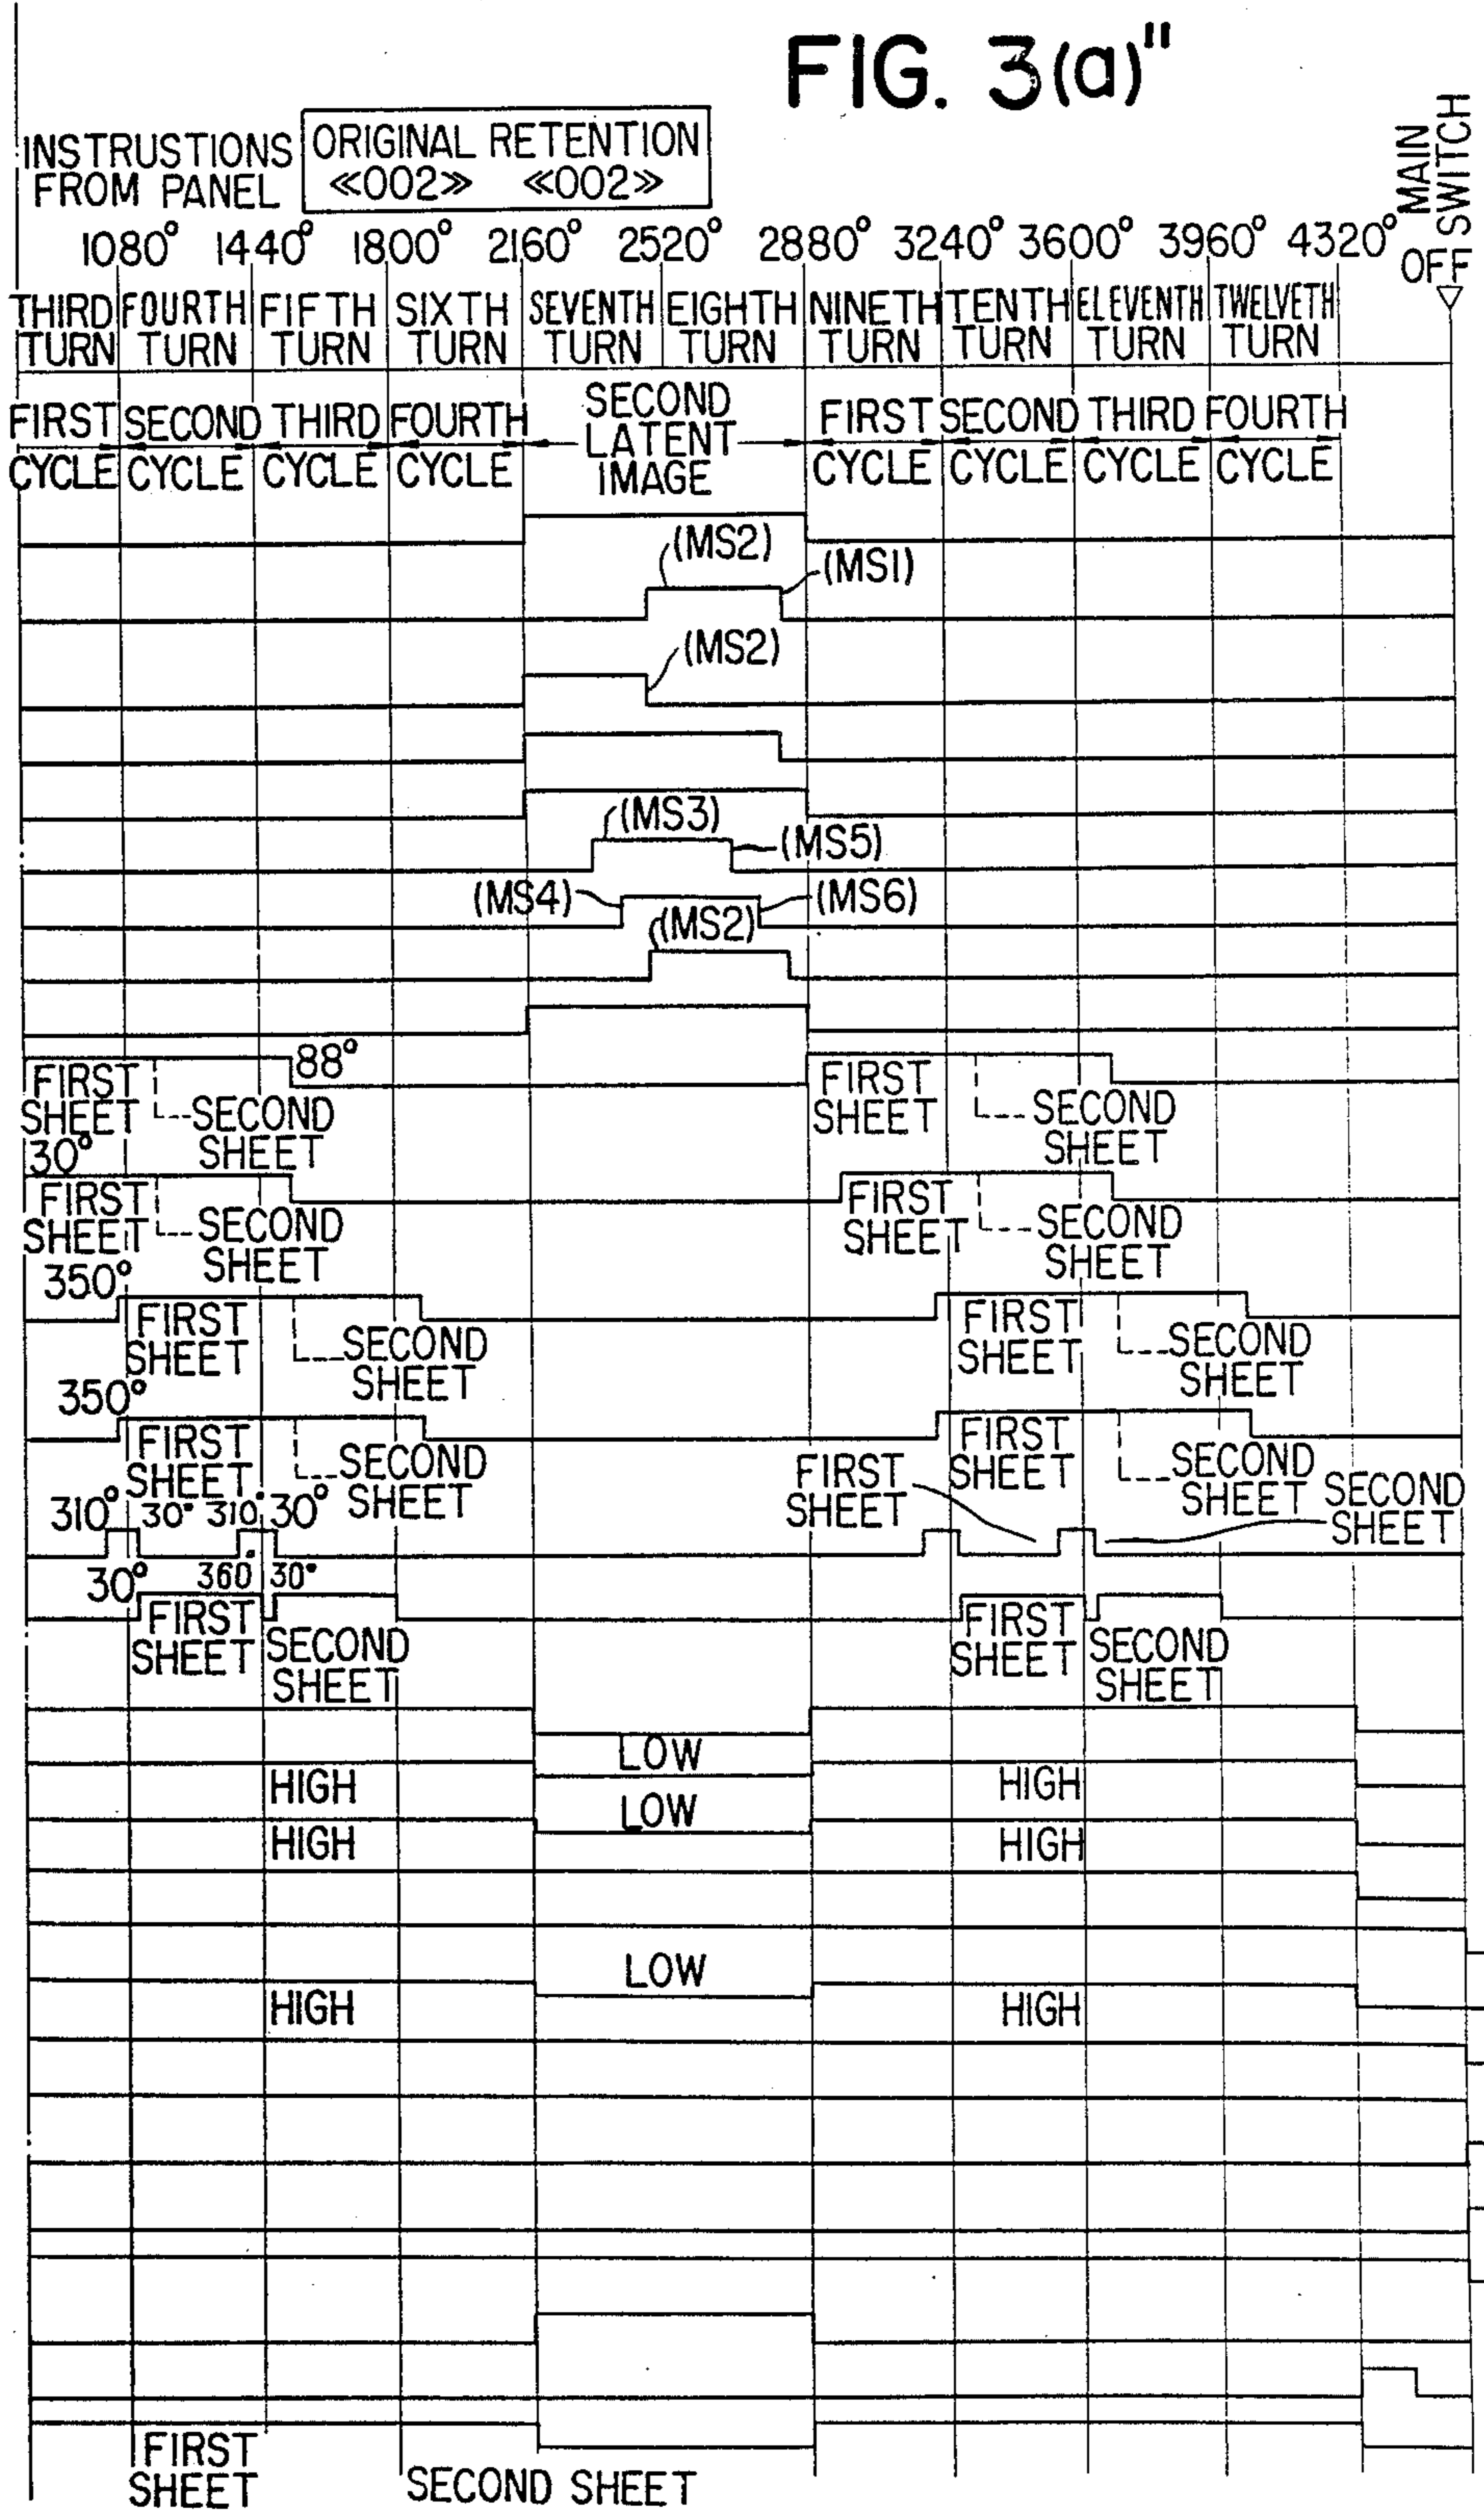 FIG. 3(a)"
INSTRUSTIONS
FROM PANEL
ORIGINAL RETENTION
≪002≫ ≪002≫
MAIN
SWITCH
OFF
1080° 1440° 1800° 2160° 2520° 2880° 3240° 3600° 3960° 4320°
THIRD FOURTH FIFTH SIXTH SEVENTH EIGHTH NINETH TENTH ELEVENTH TWELVETH
TURN TURN TURN TURN TURN TURN TURN TURN TURN TURN
SECOND
LATENT
IMAGE
FIRST SECOND THIRD FOURTH FIRST SECOND THIRD FOURTH
CYCLE CYCLE CYCLE CYCLE CYCLE CYCLE CYCLE CYCLE
(MS2)
(MS1)
(MS2)
(MS3)
(MS5)
(MS4) (MS6)
(MS2)
88°
FIRST FIRST
SHEET SECOND SHEET SECOND
30° SHEET SHEET
FIRST FIRST
SHEET SECOND SHEET SECOND
SHEET SHEET
350°
FIRST FIRST
SHEET SECOND SHEET SECOND
SHEET SHEET
350°
FIRST FIRST
SHEET SECOND SHEET SECOND
SHEET SHEET
FIRST SECOND
SHEET SHEET
310° 30° 310° 30°
30° 360° 30°
FIRST FIRST
SHEET SECOND SHEET SECOND
SHEET SHEET
LOW
HIGH HIGH
LOW
HIGH HIGH
LOW
HIGH HIGH
FIRST
SHEET
SECOND SHEET